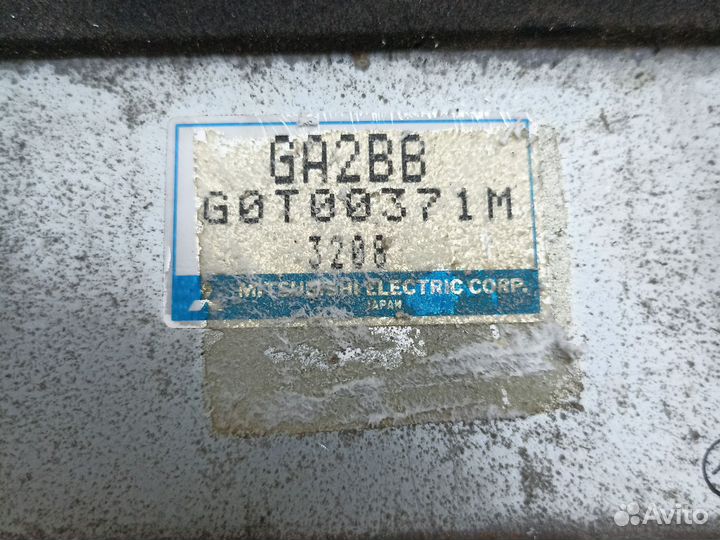 GA2BB
G0T00371M
3208
MITSUBISHI ELECTRIC CORP.
JAPAN
Avito